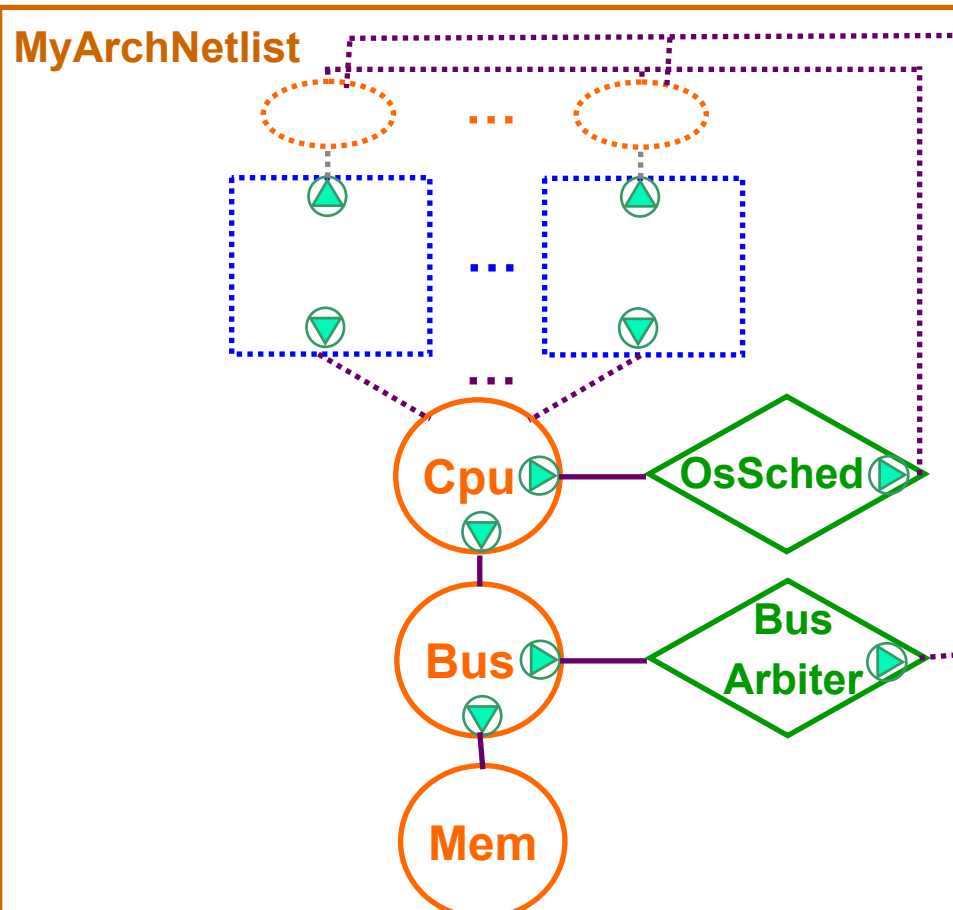 MyArchNetlist
Cpu
OsSched
Bus
Bus
Arbiter
Mem